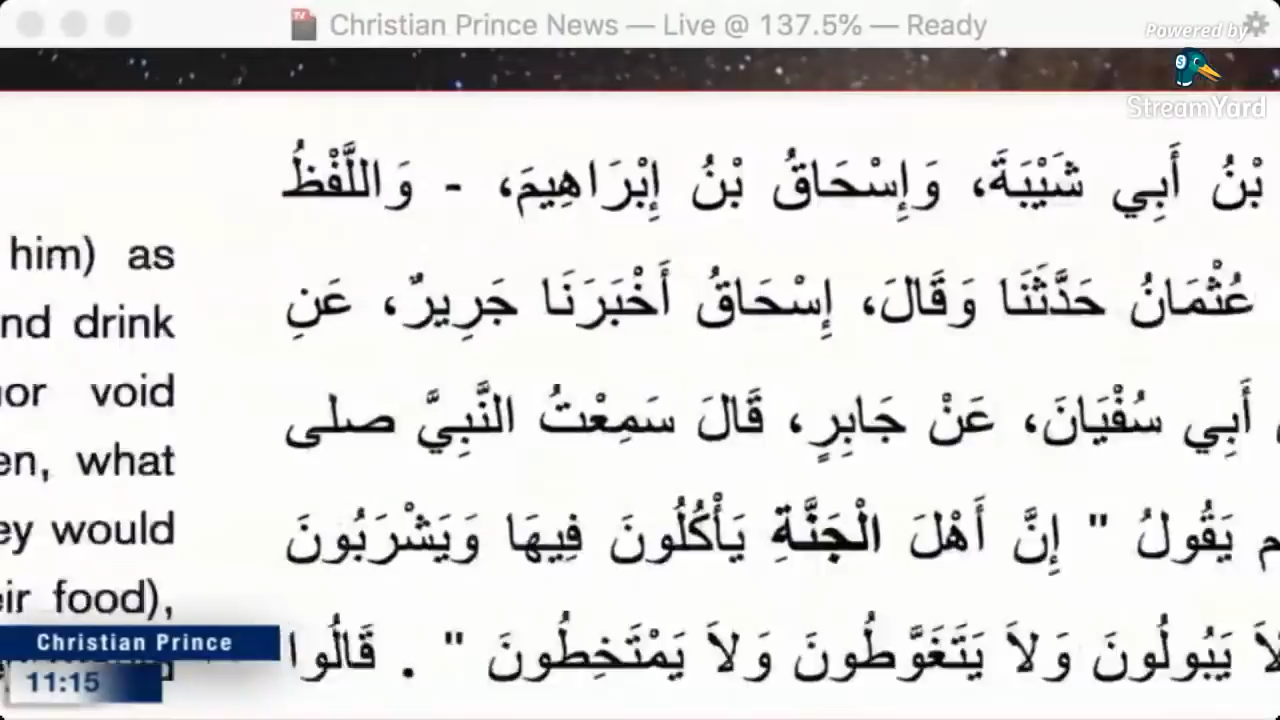 Christian Prince News — Live @ 137.5% — Ready
Powered by
StreamYard
him) as
nd drink
or void
en, what
ey would
eir food),
بْنُ أَبِي شَيْبَةَ، وَإِسْحَاقُ بْنُ إِبْرَاهِيمَ، - وَاللَّفْظُ
عُثْمَانُ حَدَّثَنَا وَقَالَ، إِسْحَاقُ أَخْبَرَنَا جَرِيرٌ، عَنِ
أَبِي سُفْيَانَ، عَنْ جَابِرٍ، قَالَ سَمِعْتُ النَّبِيَّ صلى
م يَقُولُ " إِنَّ أَهْلَ الْجَنَّةِ يَأْكُلُونَ فِيهَا وَيَشْرَبُونَ
لاَ يَبُولُونَ وَلاَ يَتَغَوَّطُونَ وَلاَ يَمْتَخِطُونَ " . قَالُوا
Christian Prince
11:15